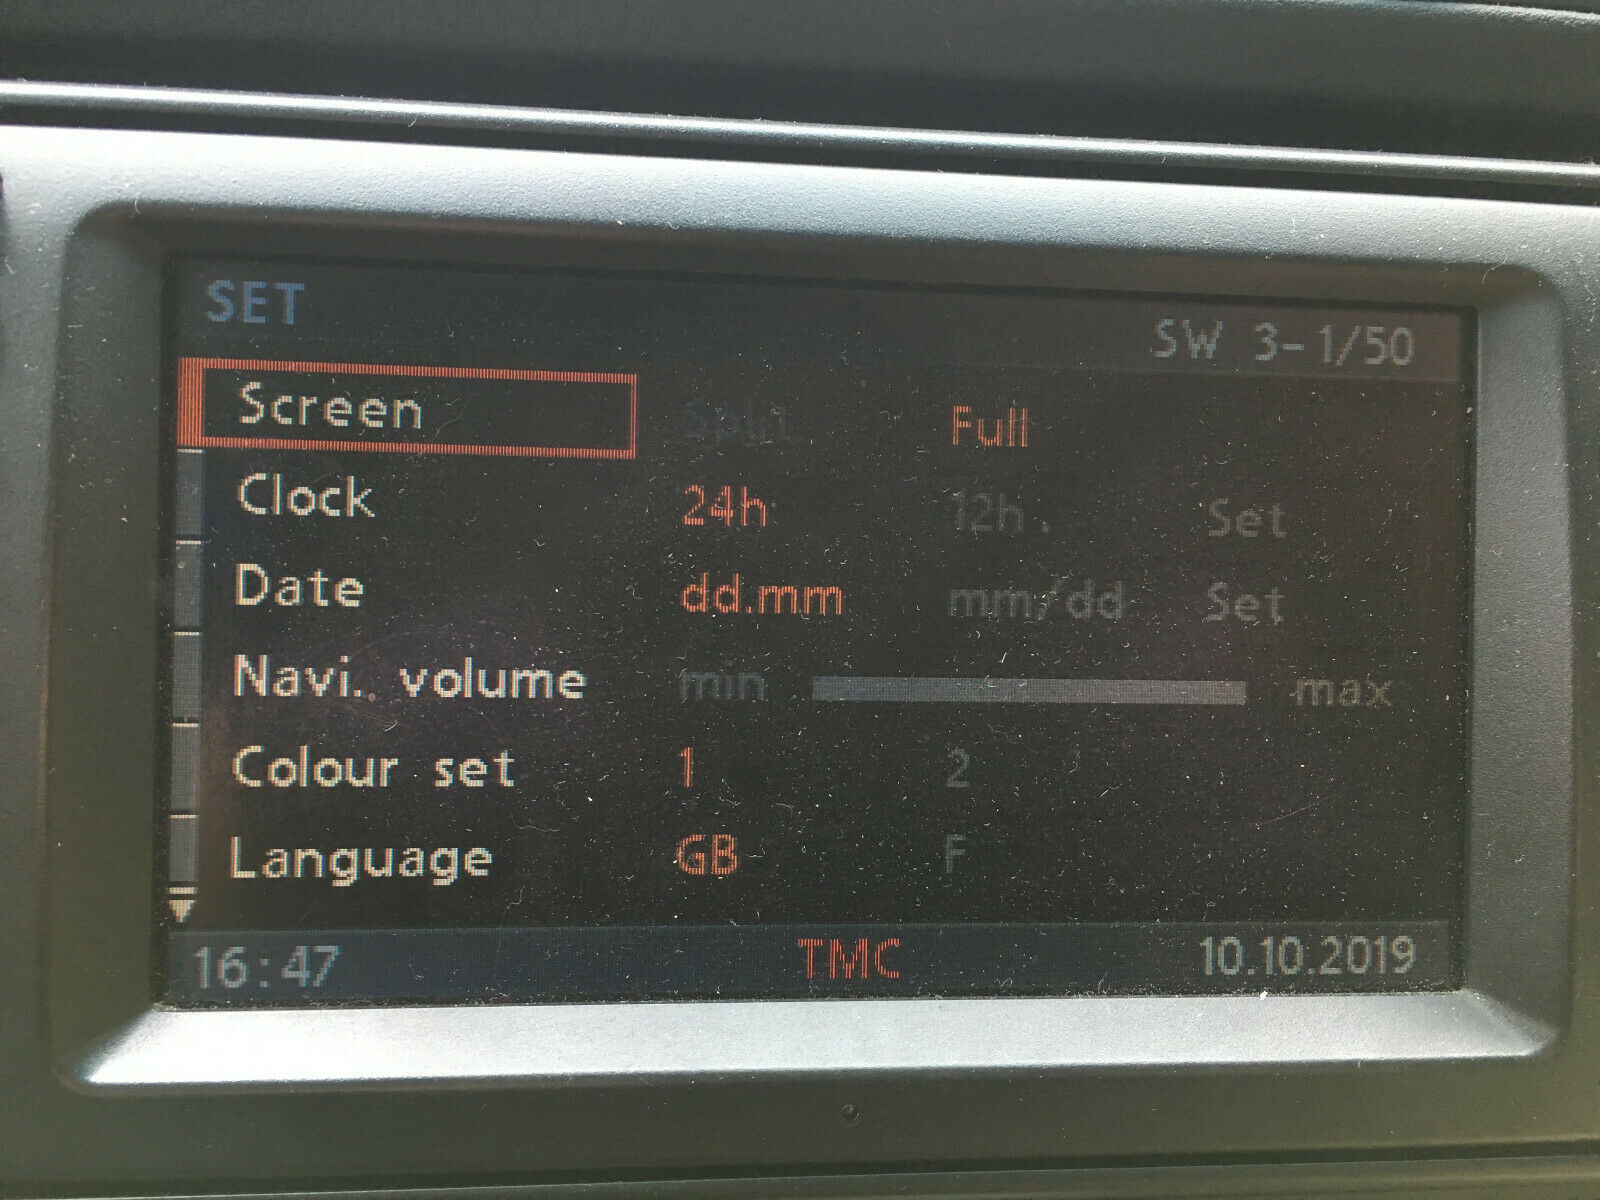 SET
SW 3-1/50
Screen Split Full
Clock 24h 12h Set
Date dd.mm mm/dd Set
Navi. volume min max
Colour set 1 2
Language GB F
16:47 TMC 10.10.2019